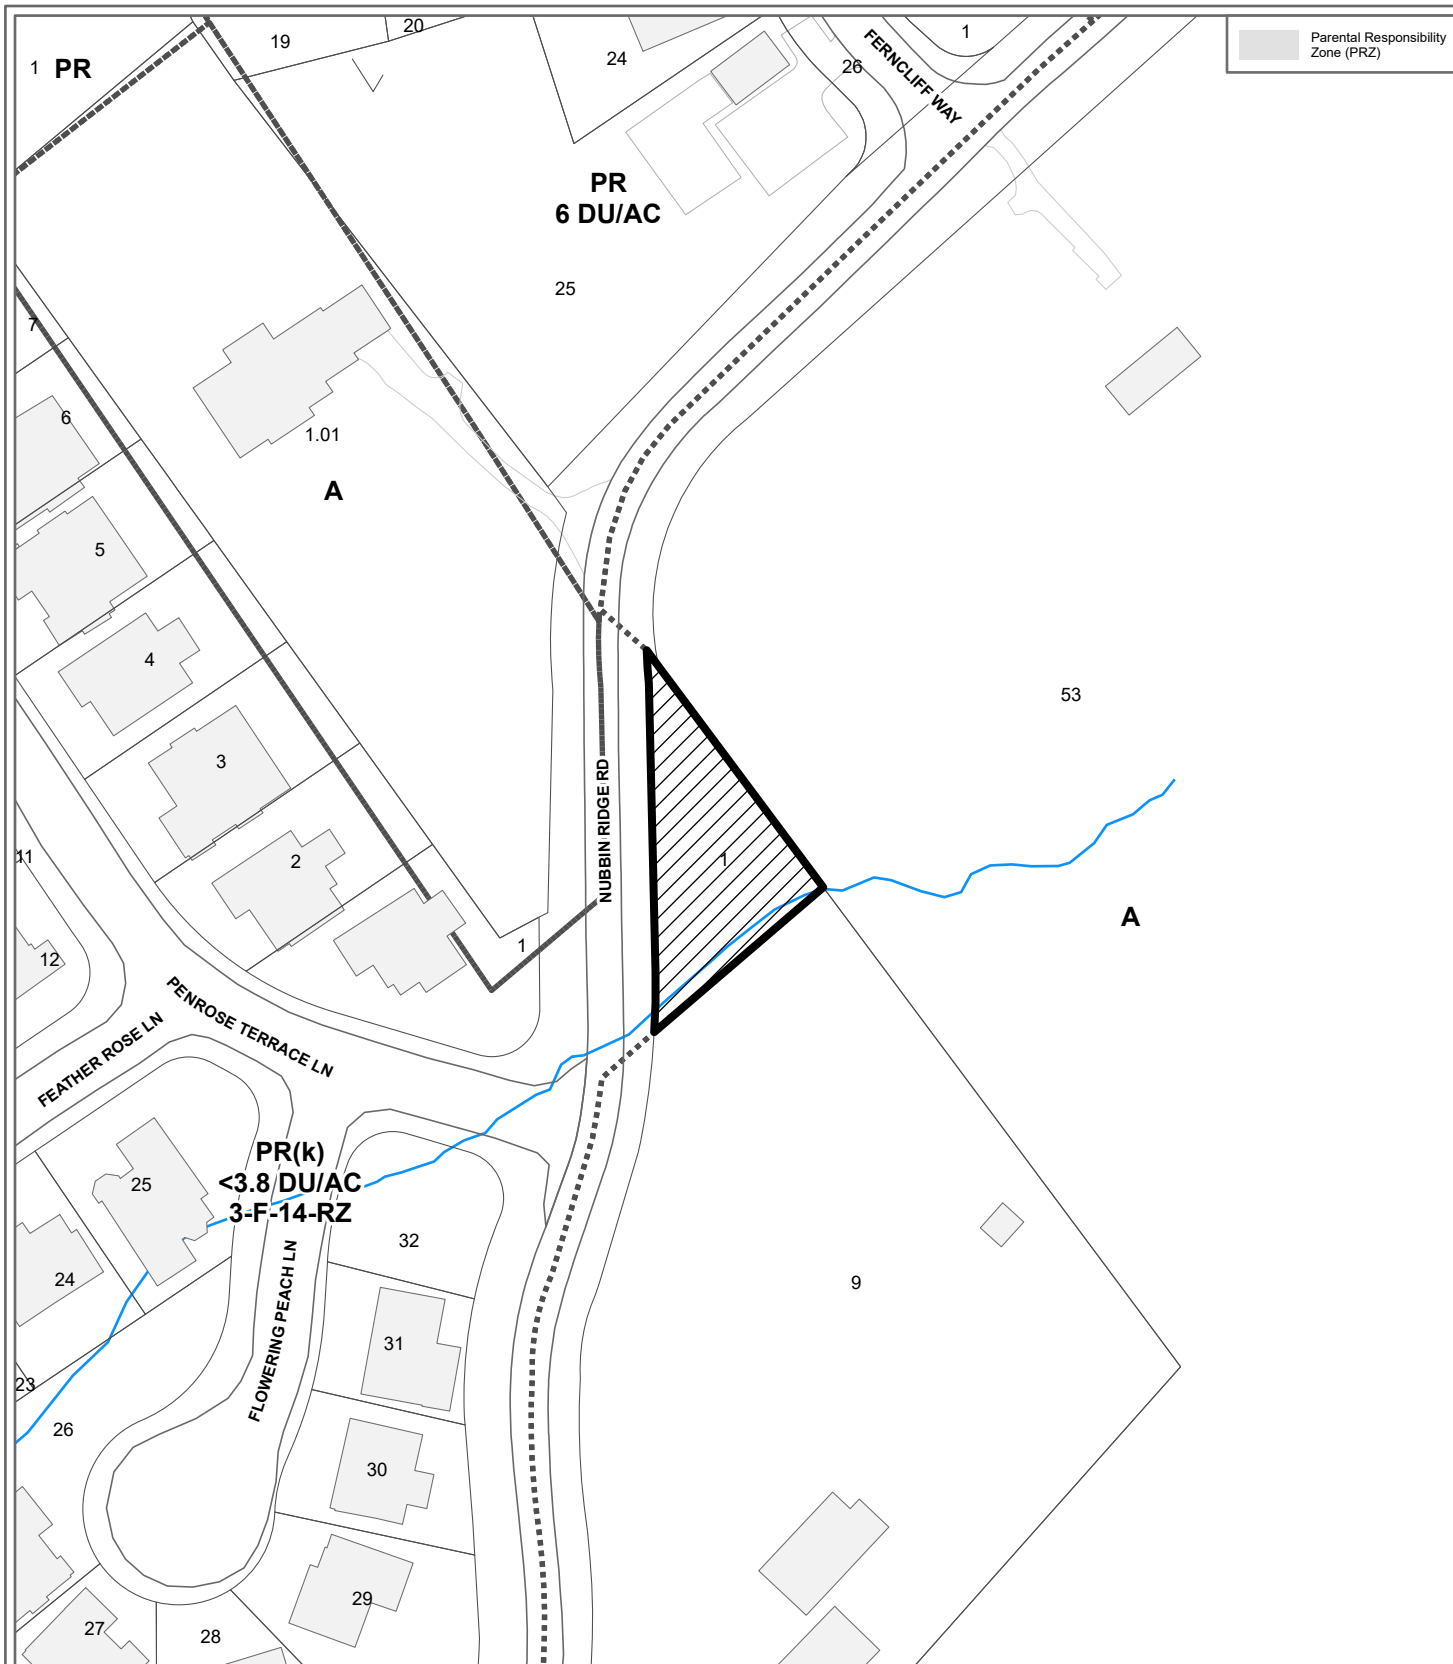 19
20
24
1
26
FERNCLIFF WAY
Parental Responsibility
Zone (PRZ)
1 PR
PR
6 DU/AC
25
7
6
1.01
A
5
4
3
2
1
53
1
NUBBIN RIDGE RD
A
11
12
PENROSE TERRACE LN
FEATHER ROSE LN
PR(k)
<3.8 DU/AC
3-F-14-RZ
25
24
32
9
FLOWERING PEACH LN
31
23
26
30
29
27
28